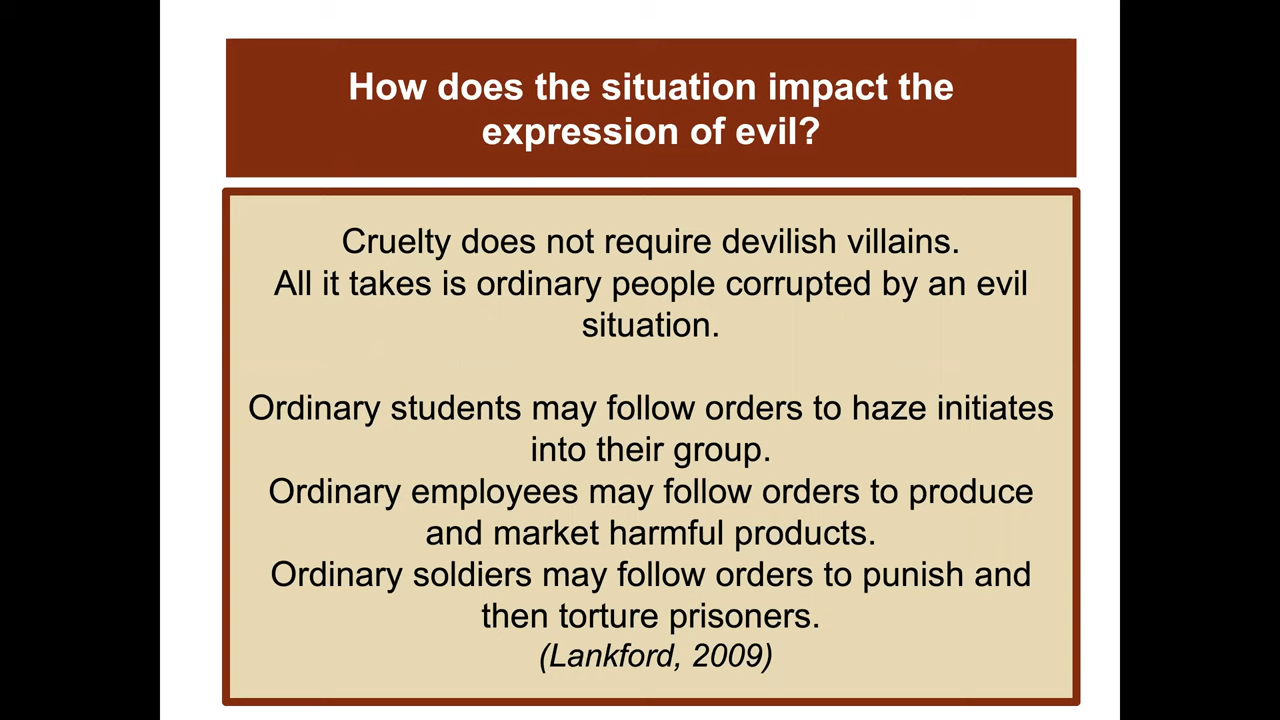 How does the situation impact the
expression of evil?
Cruelty does not require devilish villains.
All it takes is ordinary people corrupted by an evil
situation.
Ordinary students may follow orders to haze initiates
into their group.
Ordinary employees may follow orders to produce
and market harmful products.
Ordinary soldiers may follow orders to punish and
then torture prisoners.
(Lankford, 2009)